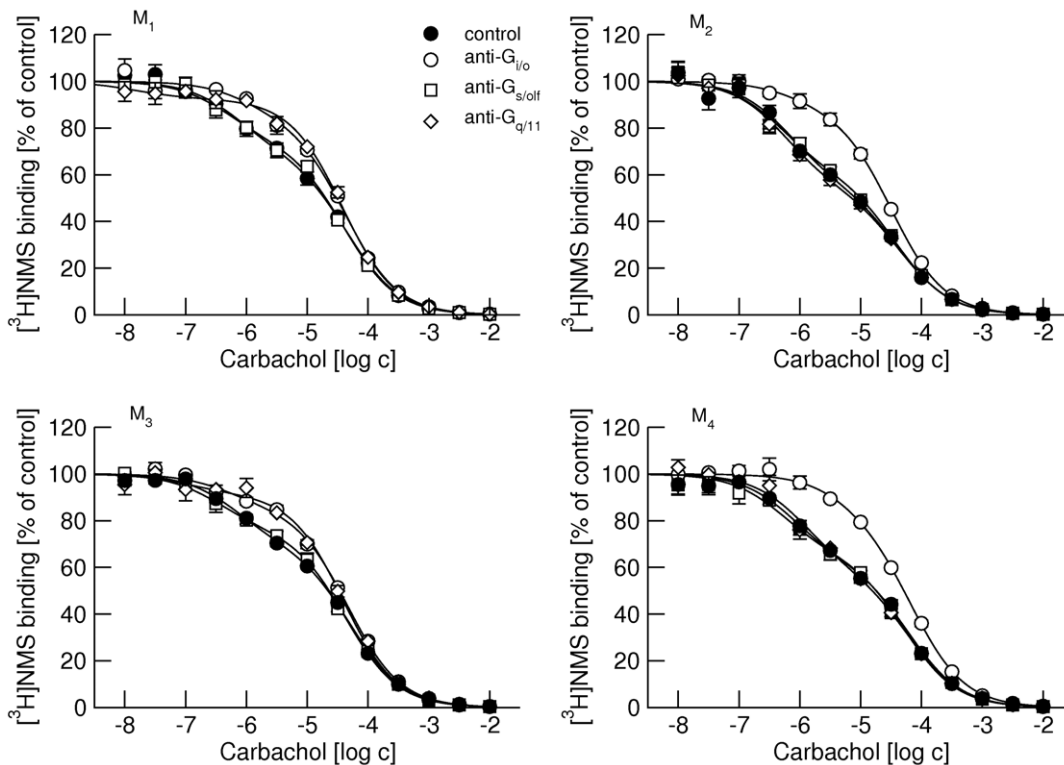 M1
control
anti-Gi/o
anti-Gs/olf
anti-Gq/11
120
100
80
60
40
20
0
[3H]NMS binding [% of control]
-8 -7 -6 -5 -4 -3 -2
Carbachol [log c]
M2
120
100
80
60
40
20
0
[3H]NMS binding [% of control]
-8 -7 -6 -5 -4 -3 -2
Carbachol [log c]
M3
120
100
80
60
40
20
0
[3H]NMS binding [% of control]
-8 -7 -6 -5 -4 -3 -2
Carbachol [log c]
M4
120
100
80
60
40
20
0
[3H]NMS binding [% of control]
-8 -7 -6 -5 -4 -3 -2
Carbachol [log c]